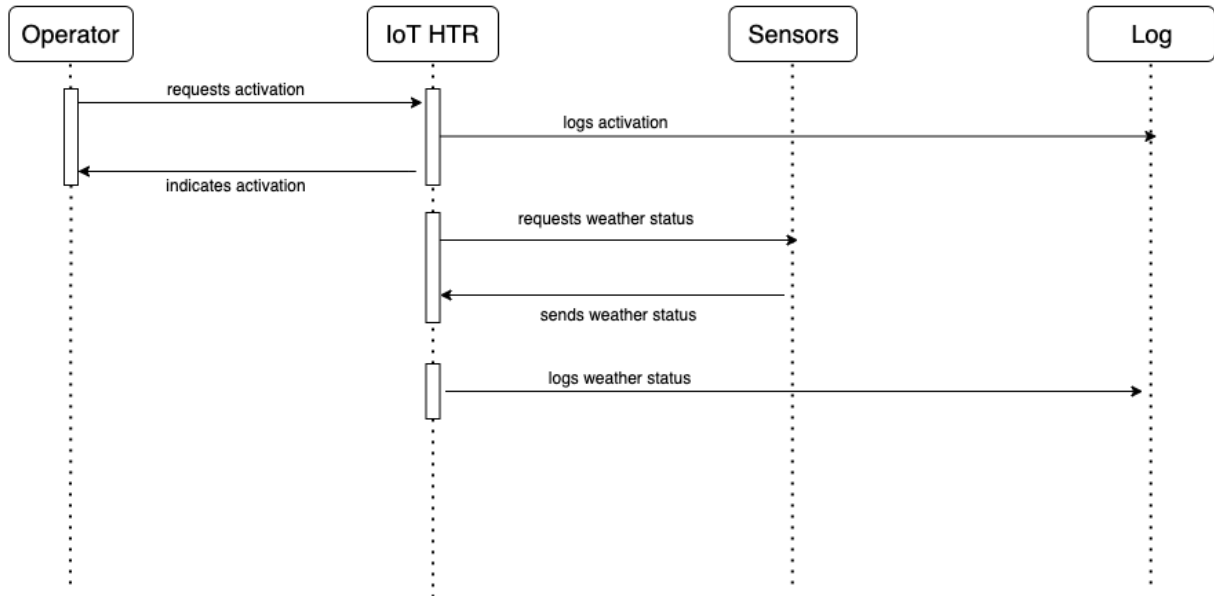 Operator
IoT HTR
Sensors
Log
requests activation
logs activation
indicates activation
requests weather status
sends weather status
logs weather status